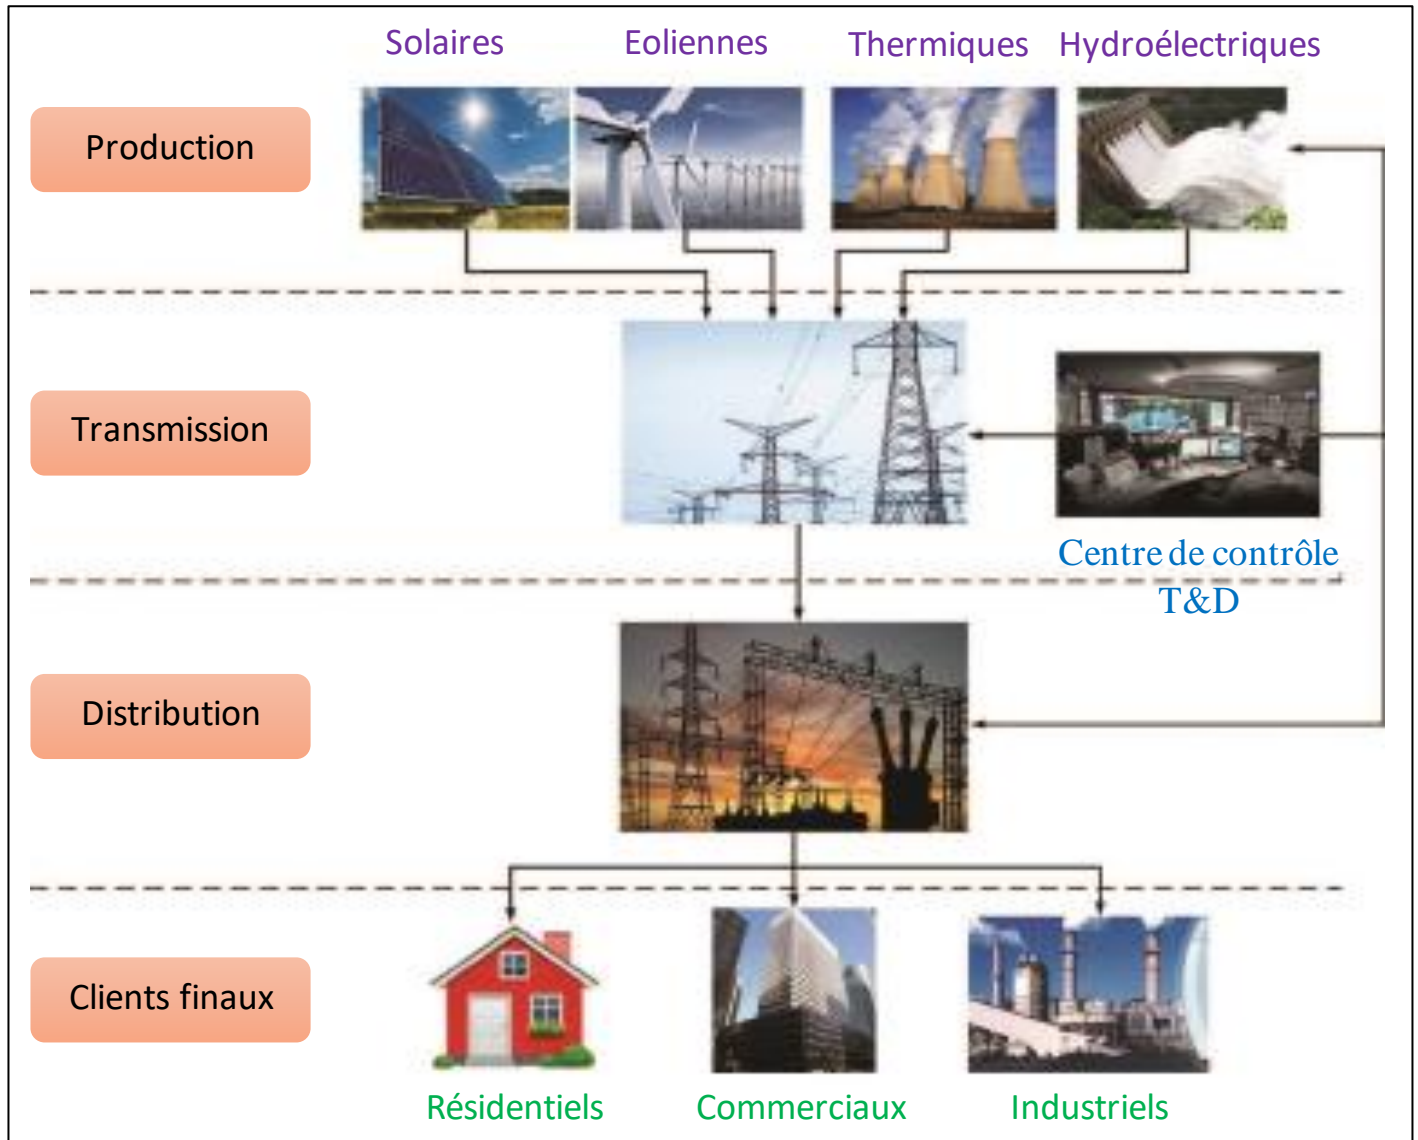 Solaires
Eoliennes
Thermiques
Hydroélectriques
Production
Transmission
Centre de contrôle
T&D
Distribution
Clients finaux
Résidentiels
Commerciaux
Industriels